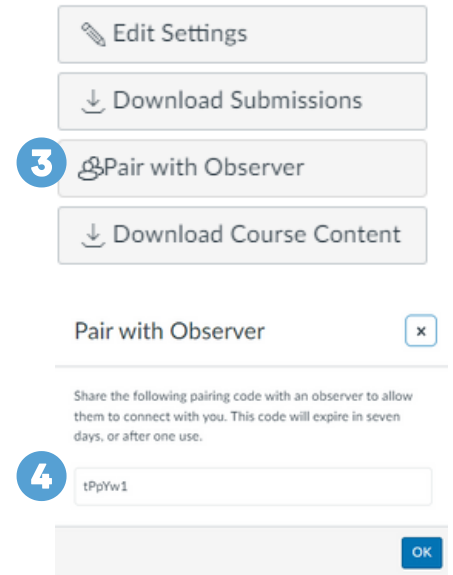 Edit Settings
Download Submissions
3 Pair with Observer
Download Course Content
Pair with Observer x
Share the following pairing code with an observer to allow
them to connect with you. This code will expire in seven
days, or after one use.
4 tPpYw1
OK